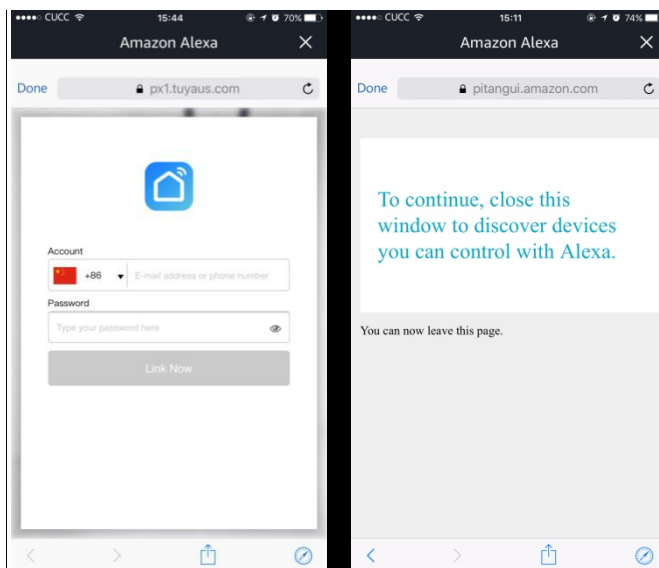 CUCC 15:44 70%
Amazon Alexa
Done px1.tuyaus.com
Account
+86 E-mail address or phone number
Password
Type your password here
Link Now
CUCC 15:11 74%
Amazon Alexa
Done pitangui.amazon.com
To continue, close this
window to discover devices
you can control with Alexa.
You can now leave this page.